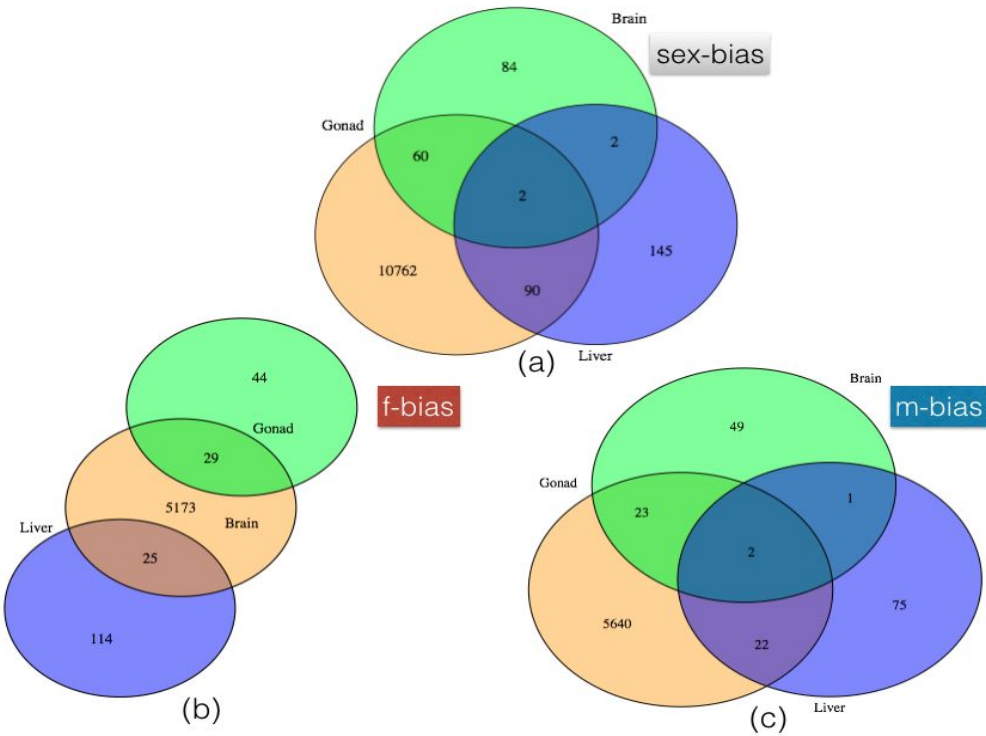 Brain
sex-bias
84
Gonad
60
2
2
145
10762
90
(a)
Liver
44
f-bias
Gonad
29
5173
Brain
Liver
25
114
(b)
Brain
m-bias
49
Gonad
23
1
2
75
5640
22
(c)
Liver